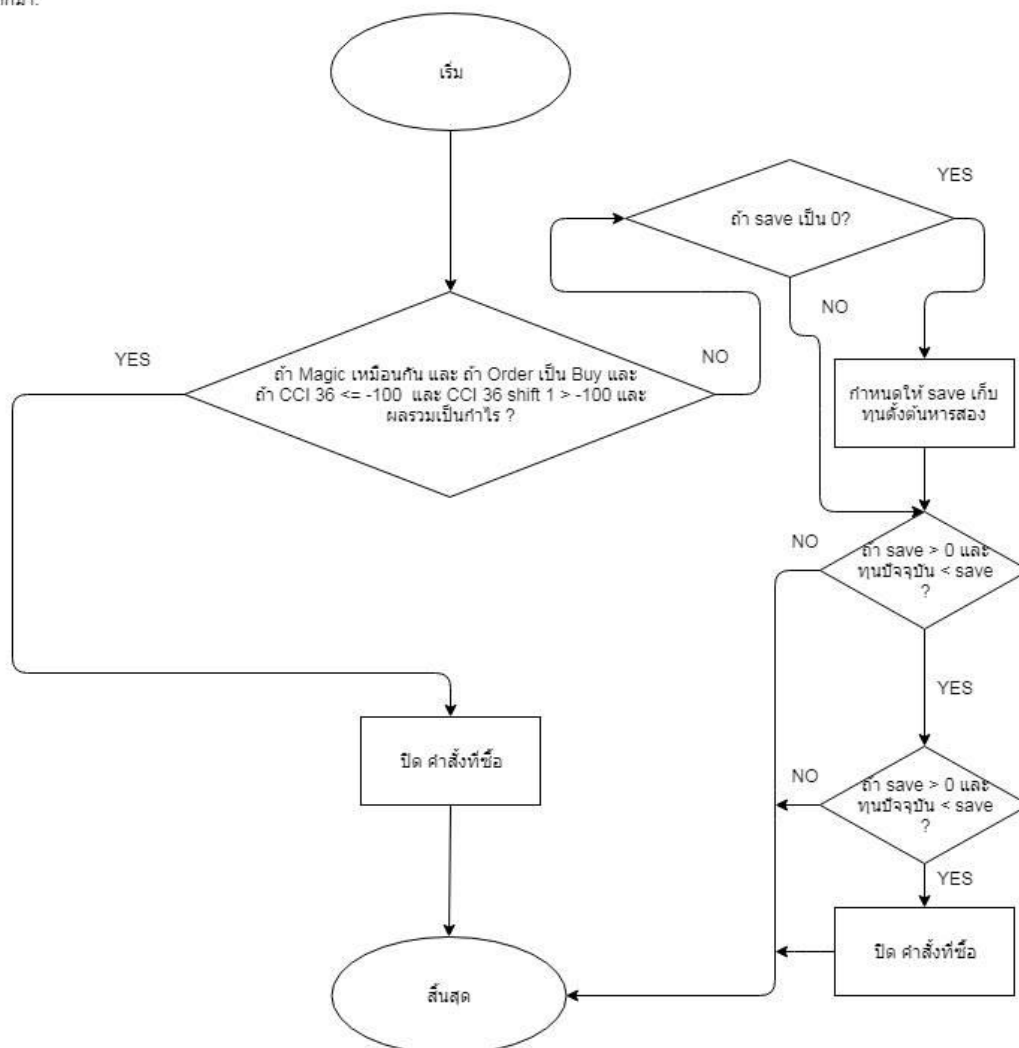 เริ่ม
YES
ถ้า save เป็น 0?
NO
YES
NO
ถ้า Magic เหมือนกัน และ ถ้า Order เป็น Buy และ
ถ้า CCI 36 <= -100 และ CCI 36 shift 1 > -100 และ
ผลรวมเป็นกำไร ?
กำหนดให้ save เก็บ
ทุนตั้งต้นหารสอง
NO
ถ้า save > 0 และ
ทุนปัจจุบัน < save
?
YES
ปิด คำสั่งที่ซื้อ
NO
ถ้า save > 0 และ
ทุนปัจจุบัน < save
?
YES
ปิด คำสั่งที่ซื้อ
สิ้นสุด